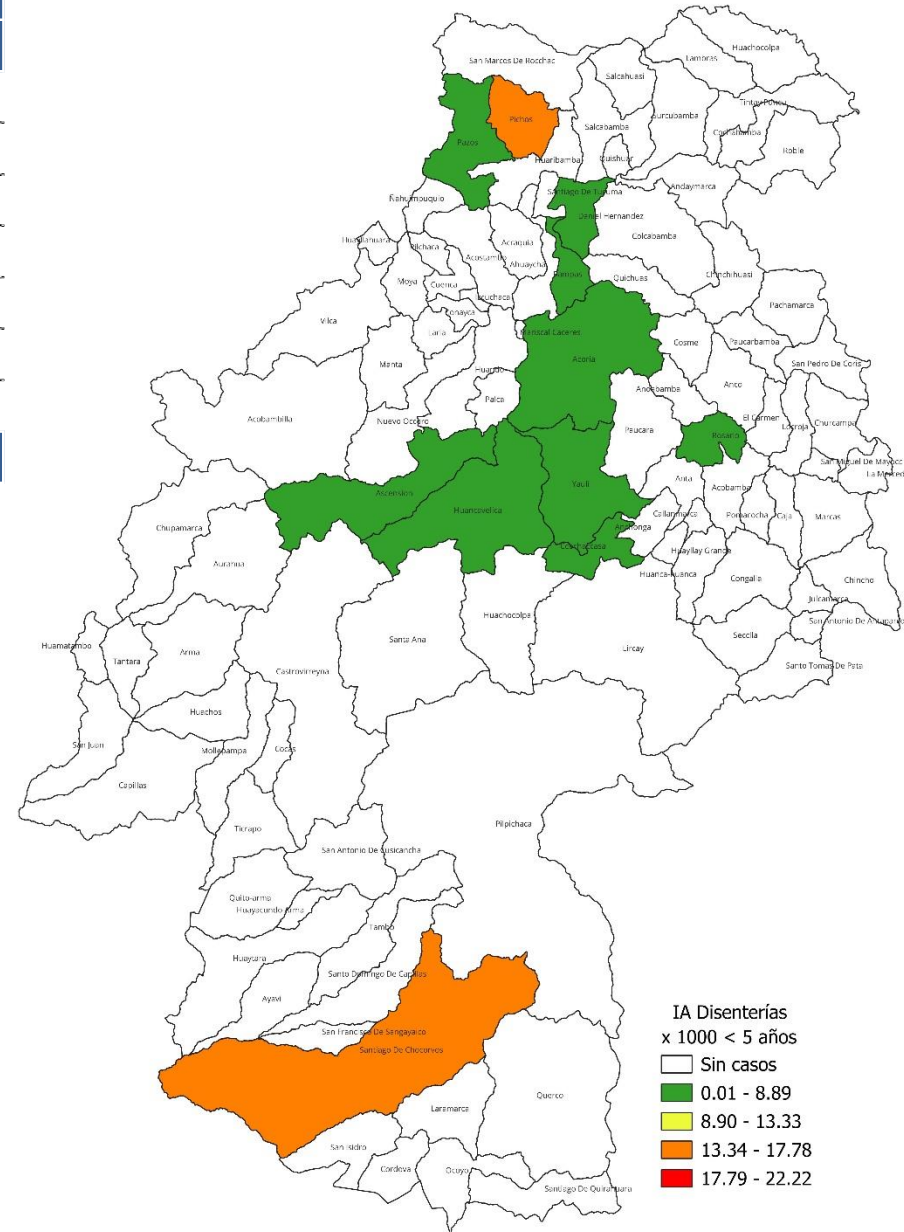 San Marcos De Rocchac
Huachocolpa
Lamoras
Salcahuasi
Surcubamba
Pichos
Salcabamba
Roble
Pazos
Huaribamba
Quishuar
Andaymarca
Santiago De Tucuma
Ñahuimpuquio
Daniel Hernandez
Colcabamba
Acraquia
Pilchaca
Acostambo
Ahuaycha
Chinchihuasi
Moya
Cuenca
Pampas
Quichuas
Izcuchaca
Pachamarca
Vilca
Conayca
Laria
Mariscal Caceres
Acoria
Cosme
Paucarbamba
Manta
Huando
San Pedro De Coris
Andabamba
Anco
Palca
Acobambilla
Nuevo Occoro
Paucara
El Carmen
Locroja
Churcampa
Rosario
San Miguel De Mayocc
La Merced
Anta
Acobamba
Yauli
Ascension
Huancavelica
Callanmarca
Pomacocha
Caja
Marcas
Chupamarca
Anchonga
Ccochaccasa
Huayllay Grande
Aurahua
Huanca-huanca
Congalla
Chincho
Julcamarca
Huachocolpa
Huamatambo
Santa Ana
San Antonio De Antaparco
Secclla
Lircay
Arma
Tantara
Castrovirreyna
Santo Tomas De Pata
Huachos
San Juan
Mollepampa
Cocas
Capillas
Pilpichaca
Ticrapo
San Antonio De Cusicancha
Quito-arma
Huayacundo Arma
Tambo
Huaytara
Santo Domingo De Capillas
Ayavi
San Francisco De Sangayaico
Santiago De Chocorvos
Querco
Laramarca
San Isidro
Cordova
Ocoyo
Santiago De Quirahuara
IA Disenterías
x 1000 < 5 años
Sin casos
0.01 - 8.89
8.90 - 13.33
13.34 - 17.78
17.79 - 22.22